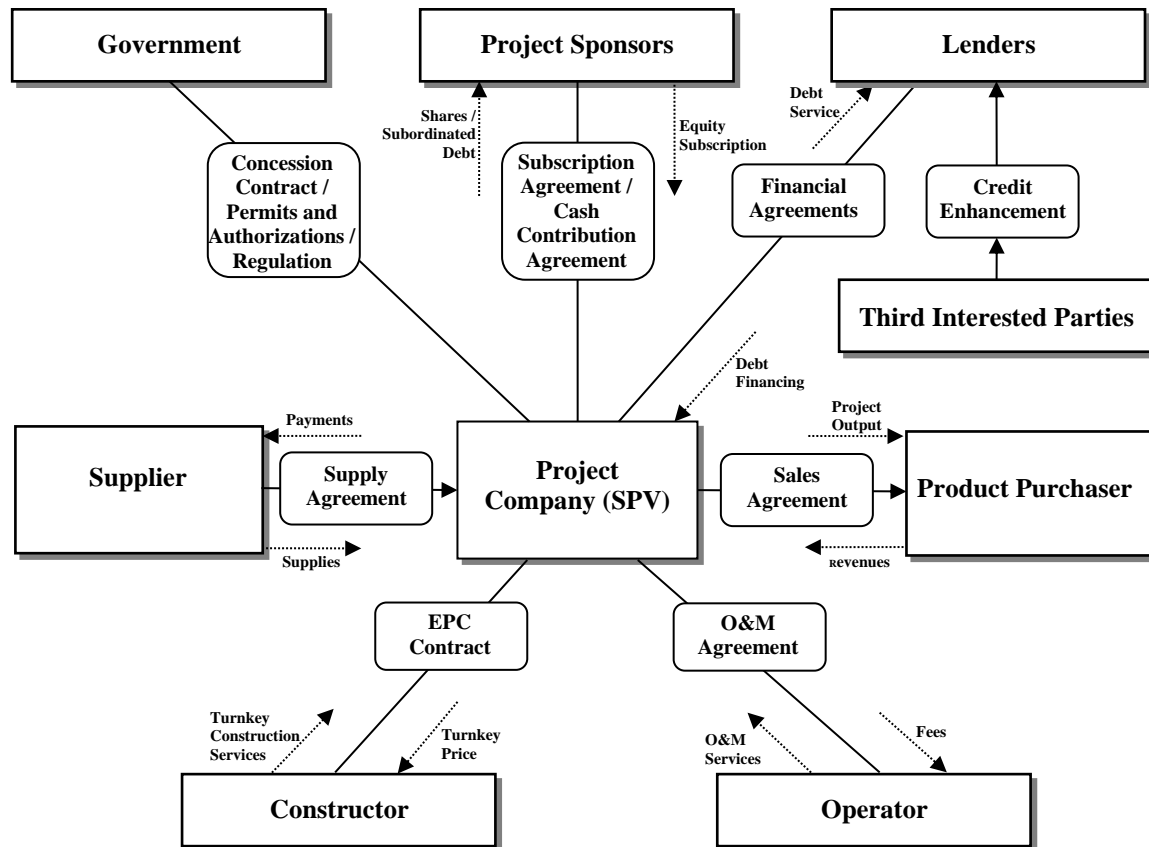 Government
Project Sponsors
Lenders
Shares /
Subordinated
Debt
Equity
Subscription
Debt
Service
Concession
Contract /
Permits and
Authorizations /
Regulation
Subscription
Agreement /
Cash
Contribution
Agreement
Financial
Agreements
Credit
Enhancement
Third Interested Parties
Debt
Financing
Payments
Project
Output
Supplier
Supply
Agreement
Project
Company (SPV)
Sales
Agreement
Product Purchaser
Supplies
Revenues
EPC
Contract
O&M
Agreement
Turnkey
Construction
Services
Turnkey
Price
O&M
Services
Fees
Constructor
Operator